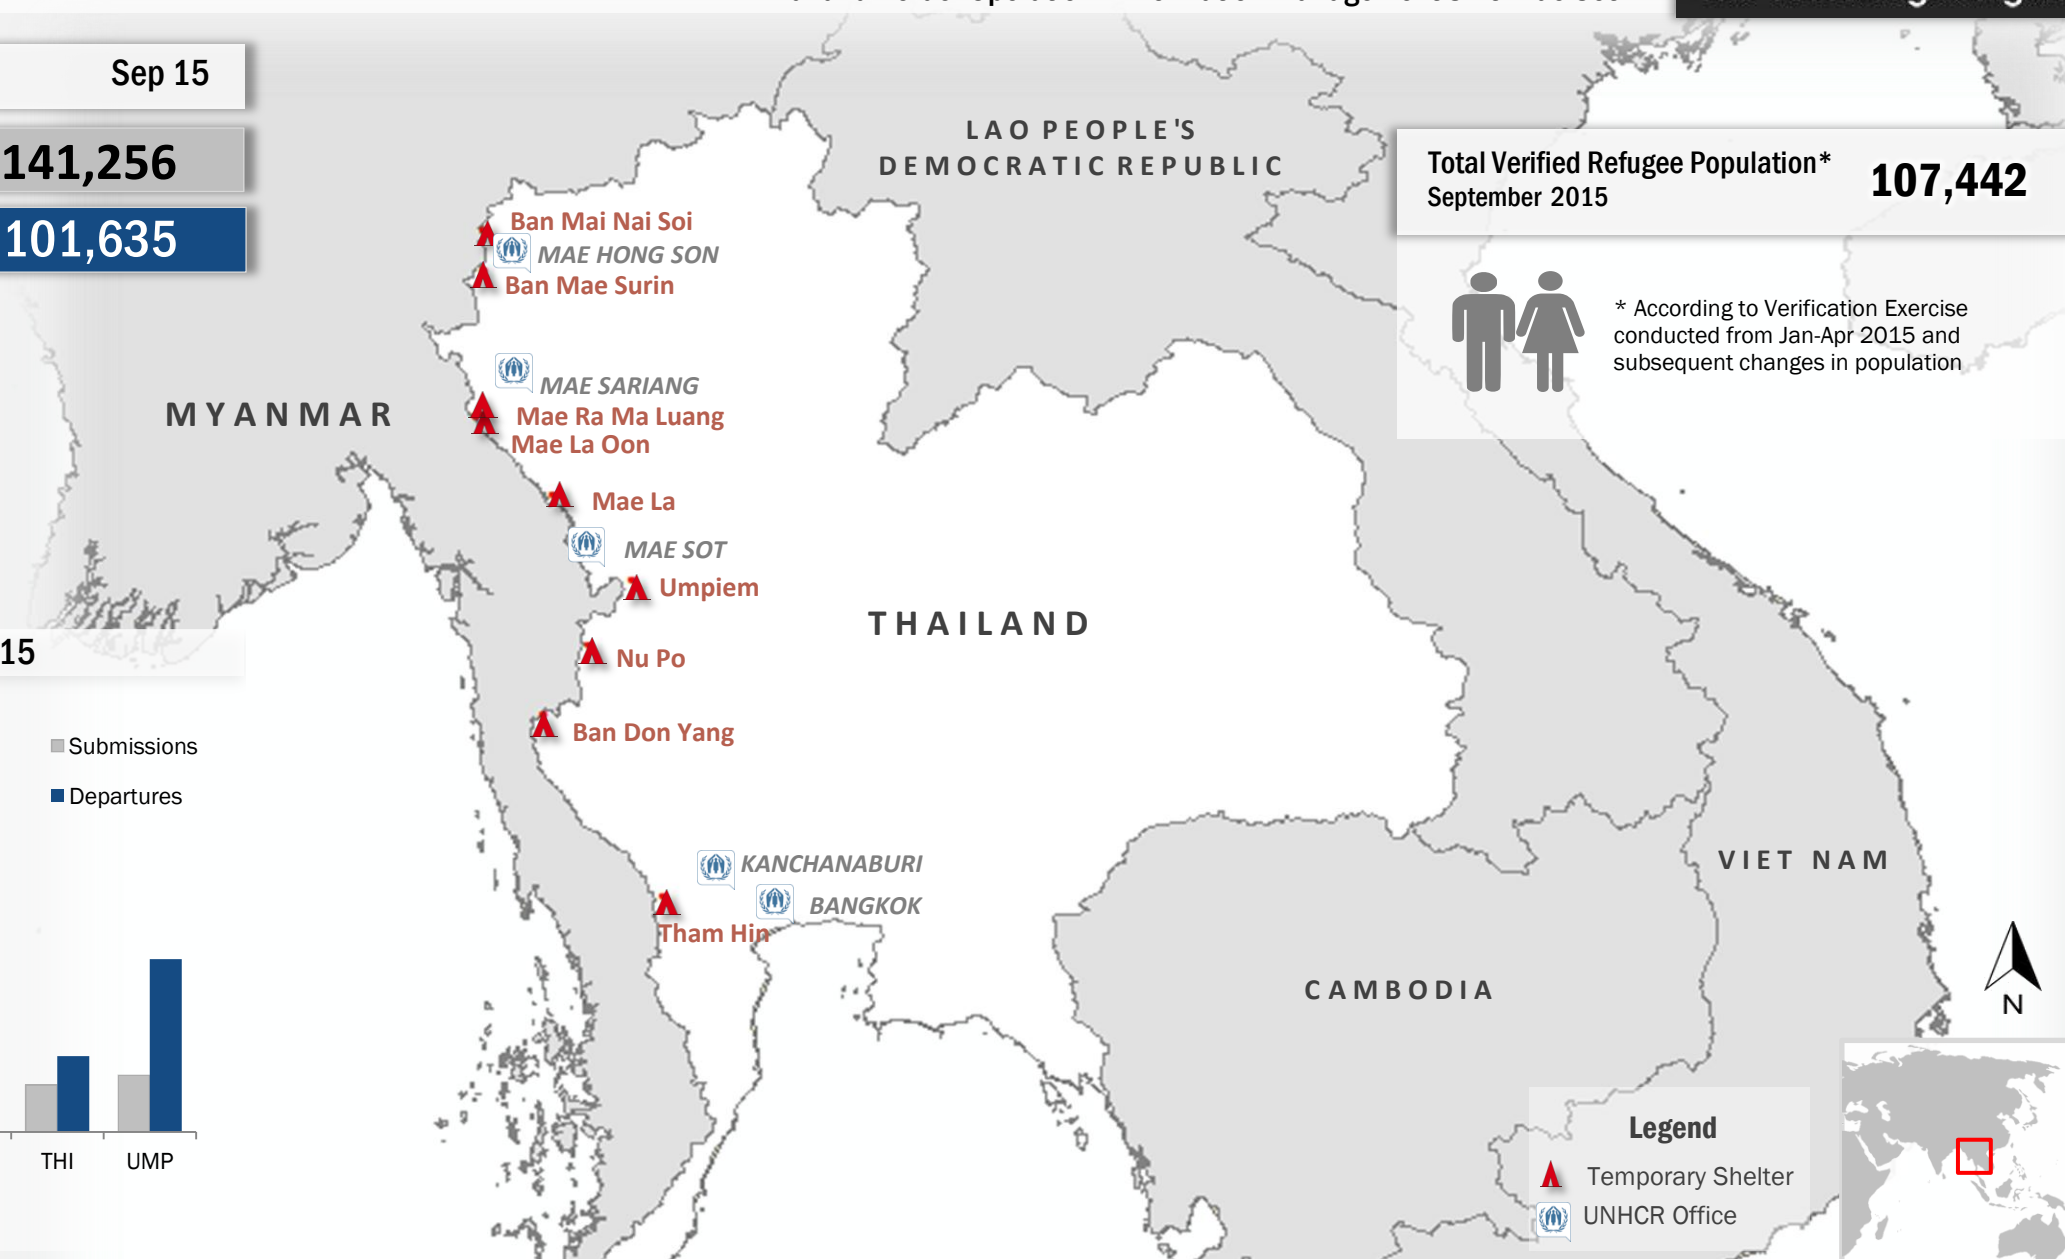 Sep 15
141,256
101,635
LAO PEOPLE'S
DEMOCRATIC REPUBLIC
Total Verified Refugee Population*
September 2015
107,442
* According to Verification Exercise
conducted from Jan-Apr 2015 and
subsequent changes in population
Ban Mai Nai Soi
MAE HONG SON
Ban Mae Surin
MAE SARIANG
MYANMAR
Mae Ra Ma Luang
Mae La Oon
Mae La
MAE SOT
Umpiem
THAILAND
Nu Po
15
Ban Don Yang
Submissions
Departures
KANCHANABURI
BANGKOK
Tham Hin
VIET NAM
CAMBODIA
N
THI
UMP
Legend
Temporary Shelter
UNHCR Office